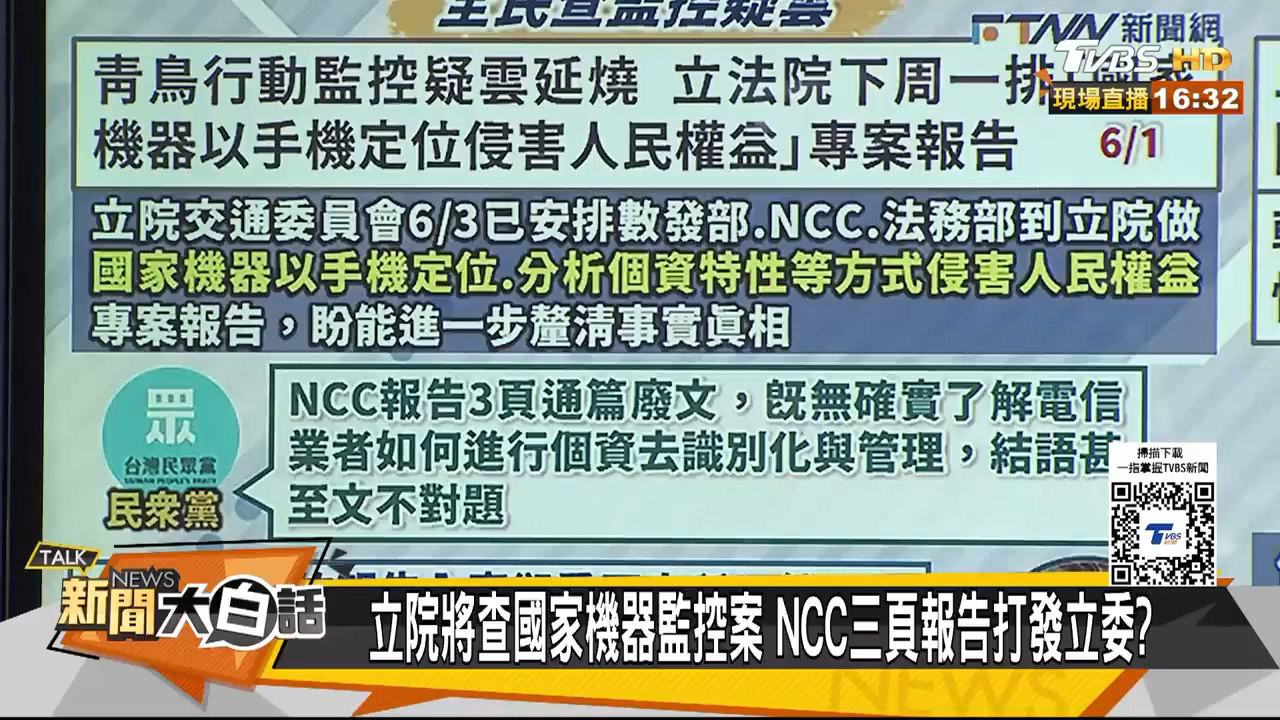 全民查監控疑雲
FTNN 新聞網
TVBS HD
現場直播 16:32
青鳥行動監控疑雲延燒 立法院下周一排
機器以手機定位侵害人民權益」專案報告 6/1
立院交通委員會6/3已安排數發部.NCC.法務部到立院做
國家機器以手機定位.分析個資特性等方式侵害人民權益
專案報告,盼能進一步釐清事實真相
眾
台灣民眾黨
TAIWAN PEOPLE'S PARTY
民眾黨
NCC報告3頁通篇廢文,既無確實了解電信
業者如何進行個資去識別化與管理,結語甚
至文不對題
掃描下載
一指掌握TVBS新聞
TVBS
TALK
NEWS
新聞大白話
立院將查國家機器監控案 NCC三頁報告打發立委?
NEWS